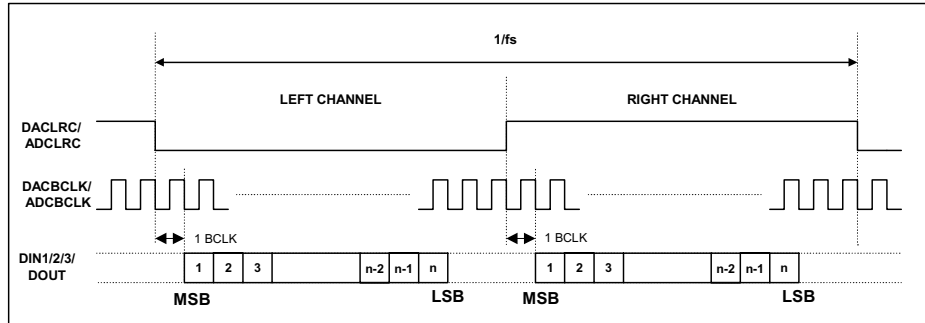 1/fs
LEFT CHANNEL
RIGHT CHANNEL
DACLRC/
ADCLRC
DACBCLK/
ADCBCLK
1 BCLK
1 BCLK
DIN1/2/3/
DOUT
1 2 3 n-2 n-1 n
1 2 3 n-2 n-1 n
MSB
LSB
MSB
LSB